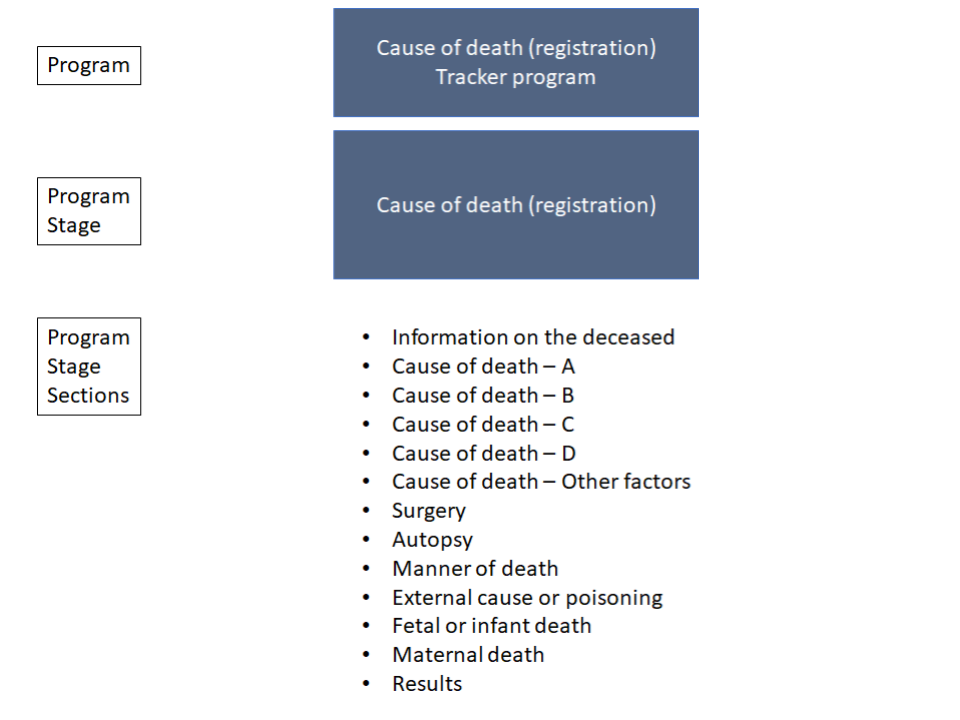 Program
Cause of death (registration)
Tracker program
Program
Stage
Cause of death (registration)
Program
Stage
Sections
• Information on the deceased
• Cause of death – A
• Cause of death – B
• Cause of death – C
• Cause of death – D
• Cause of death – Other factors
• Surgery
• Autopsy
• Manner of death
• External cause or poisoning
• Fetal or infant death
• Maternal death
• Results